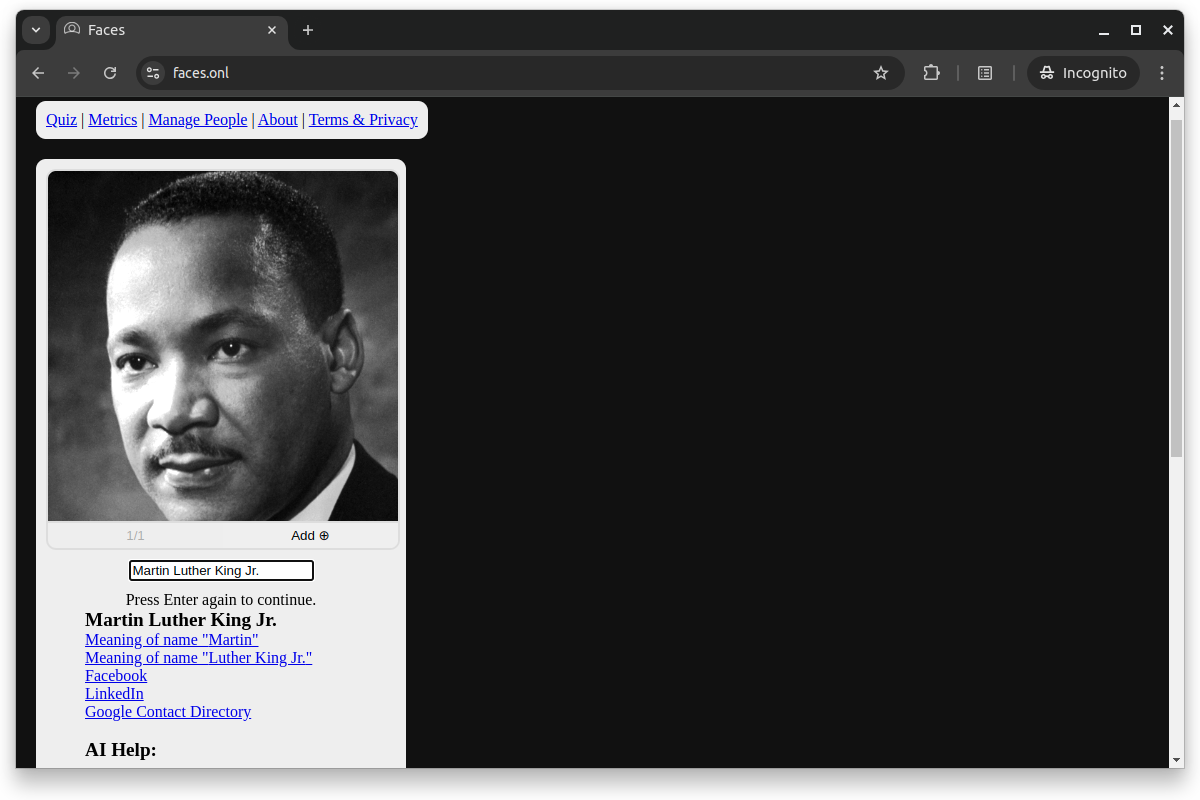 Faces
faces.onl
Incognito
Quiz | Metrics | Manage People | About | Terms & Privacy
1/1 Add ⊕
Martin Luther King Jr.
Press Enter again to continue.
Martin Luther King Jr.
Meaning of name "Martin"
Meaning of name "Luther King Jr."
Facebook
LinkedIn
Google Contact Directory
AI Help: